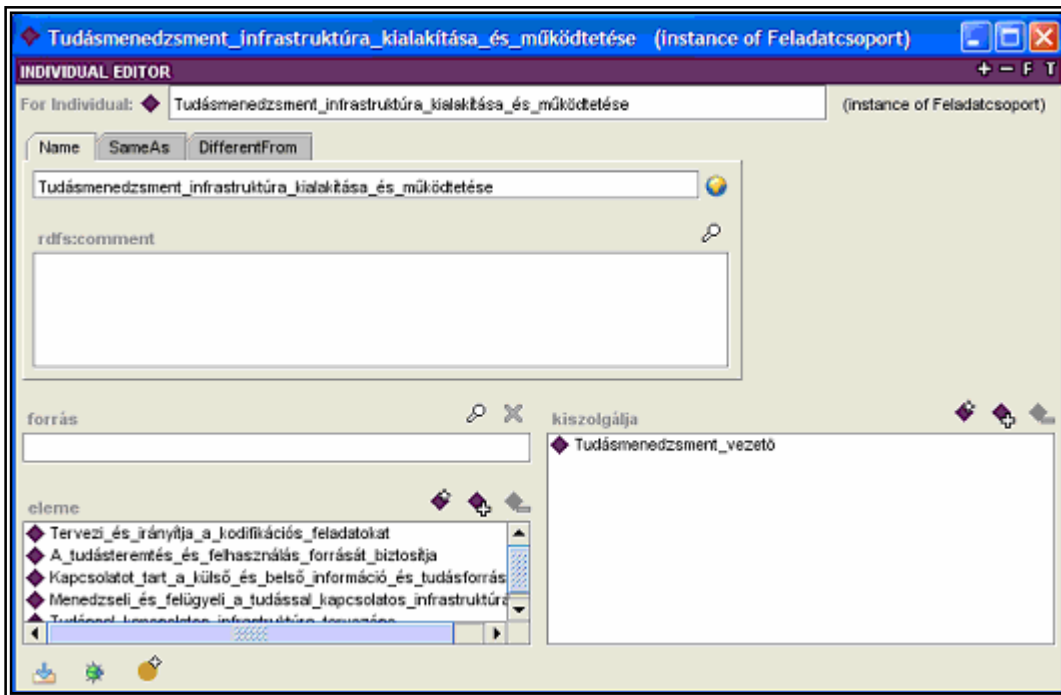 Tudásmenedzsment_infrastruktúra_kialakítása_és_működtetése (instance of Feladatcsoport)
INDIVIDUAL EDITOR + − F T
For Individual: Tudásmenedzsment_infrastruktúra_kialakítása_és_működtetése (instance of Feladatcsoport)
Name SameAs DifferentFrom
Tudásmenedzsment_infrastruktúra_kialakítása_és_működtetése
rdfs:comment
forrás
eleme
Tervezi_és_irányítja_a_kodifikációs_feladatokat
A_tudásteremtés_és_felhasználás_forrását_biztosítja
Kapcsolatot_tart_a_külső_és_belső_információ_és_tudásforrás
Menedzseli_és_felügyeli_a_tudással_kapcsolatos_infrastruktúra
Tudással_kapcsolatos_infrastruktúra_tervezése
kiszolgálja
Tudásmenedzsment_vezető